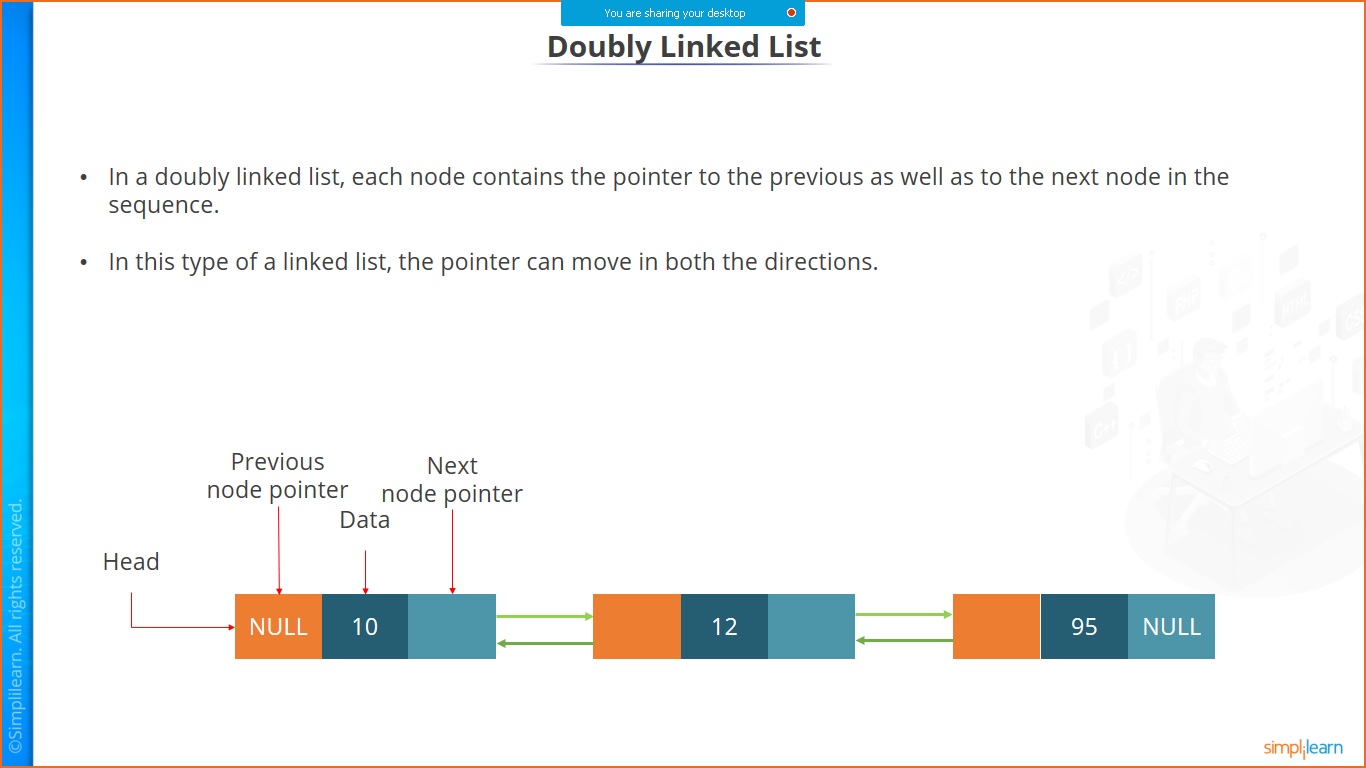 You are sharing your desktop
Doubly Linked List
• In a doubly linked list, each node contains the pointer to the previous as well as to the next node in the
sequence.
• In this type of a linked list, the pointer can move in both the directions.
Previous
node pointer
Next
node pointer
Data
Head
NULL 10 12 95 NULL
©Simplilearn. All rights reserved.
simplilearn